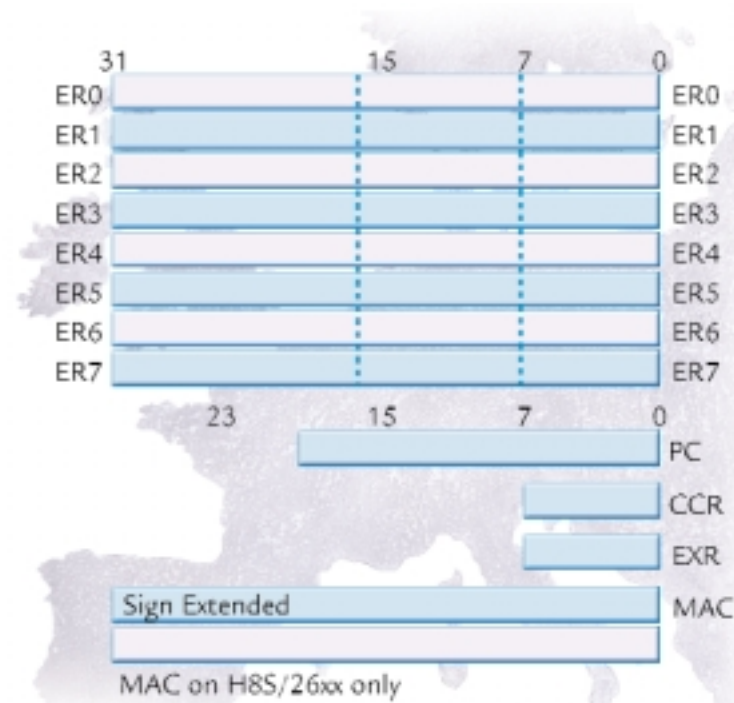 31 15 7 0
ER0 ER0
ER1 ER1
ER2 ER2
ER3 ER3
ER4 ER4
ER5 ER5
ER6 ER6
ER7 ER7
23 15 7 0
PC
CCR
EXR
Sign Extended MAC
MAC on H8S/26xx only